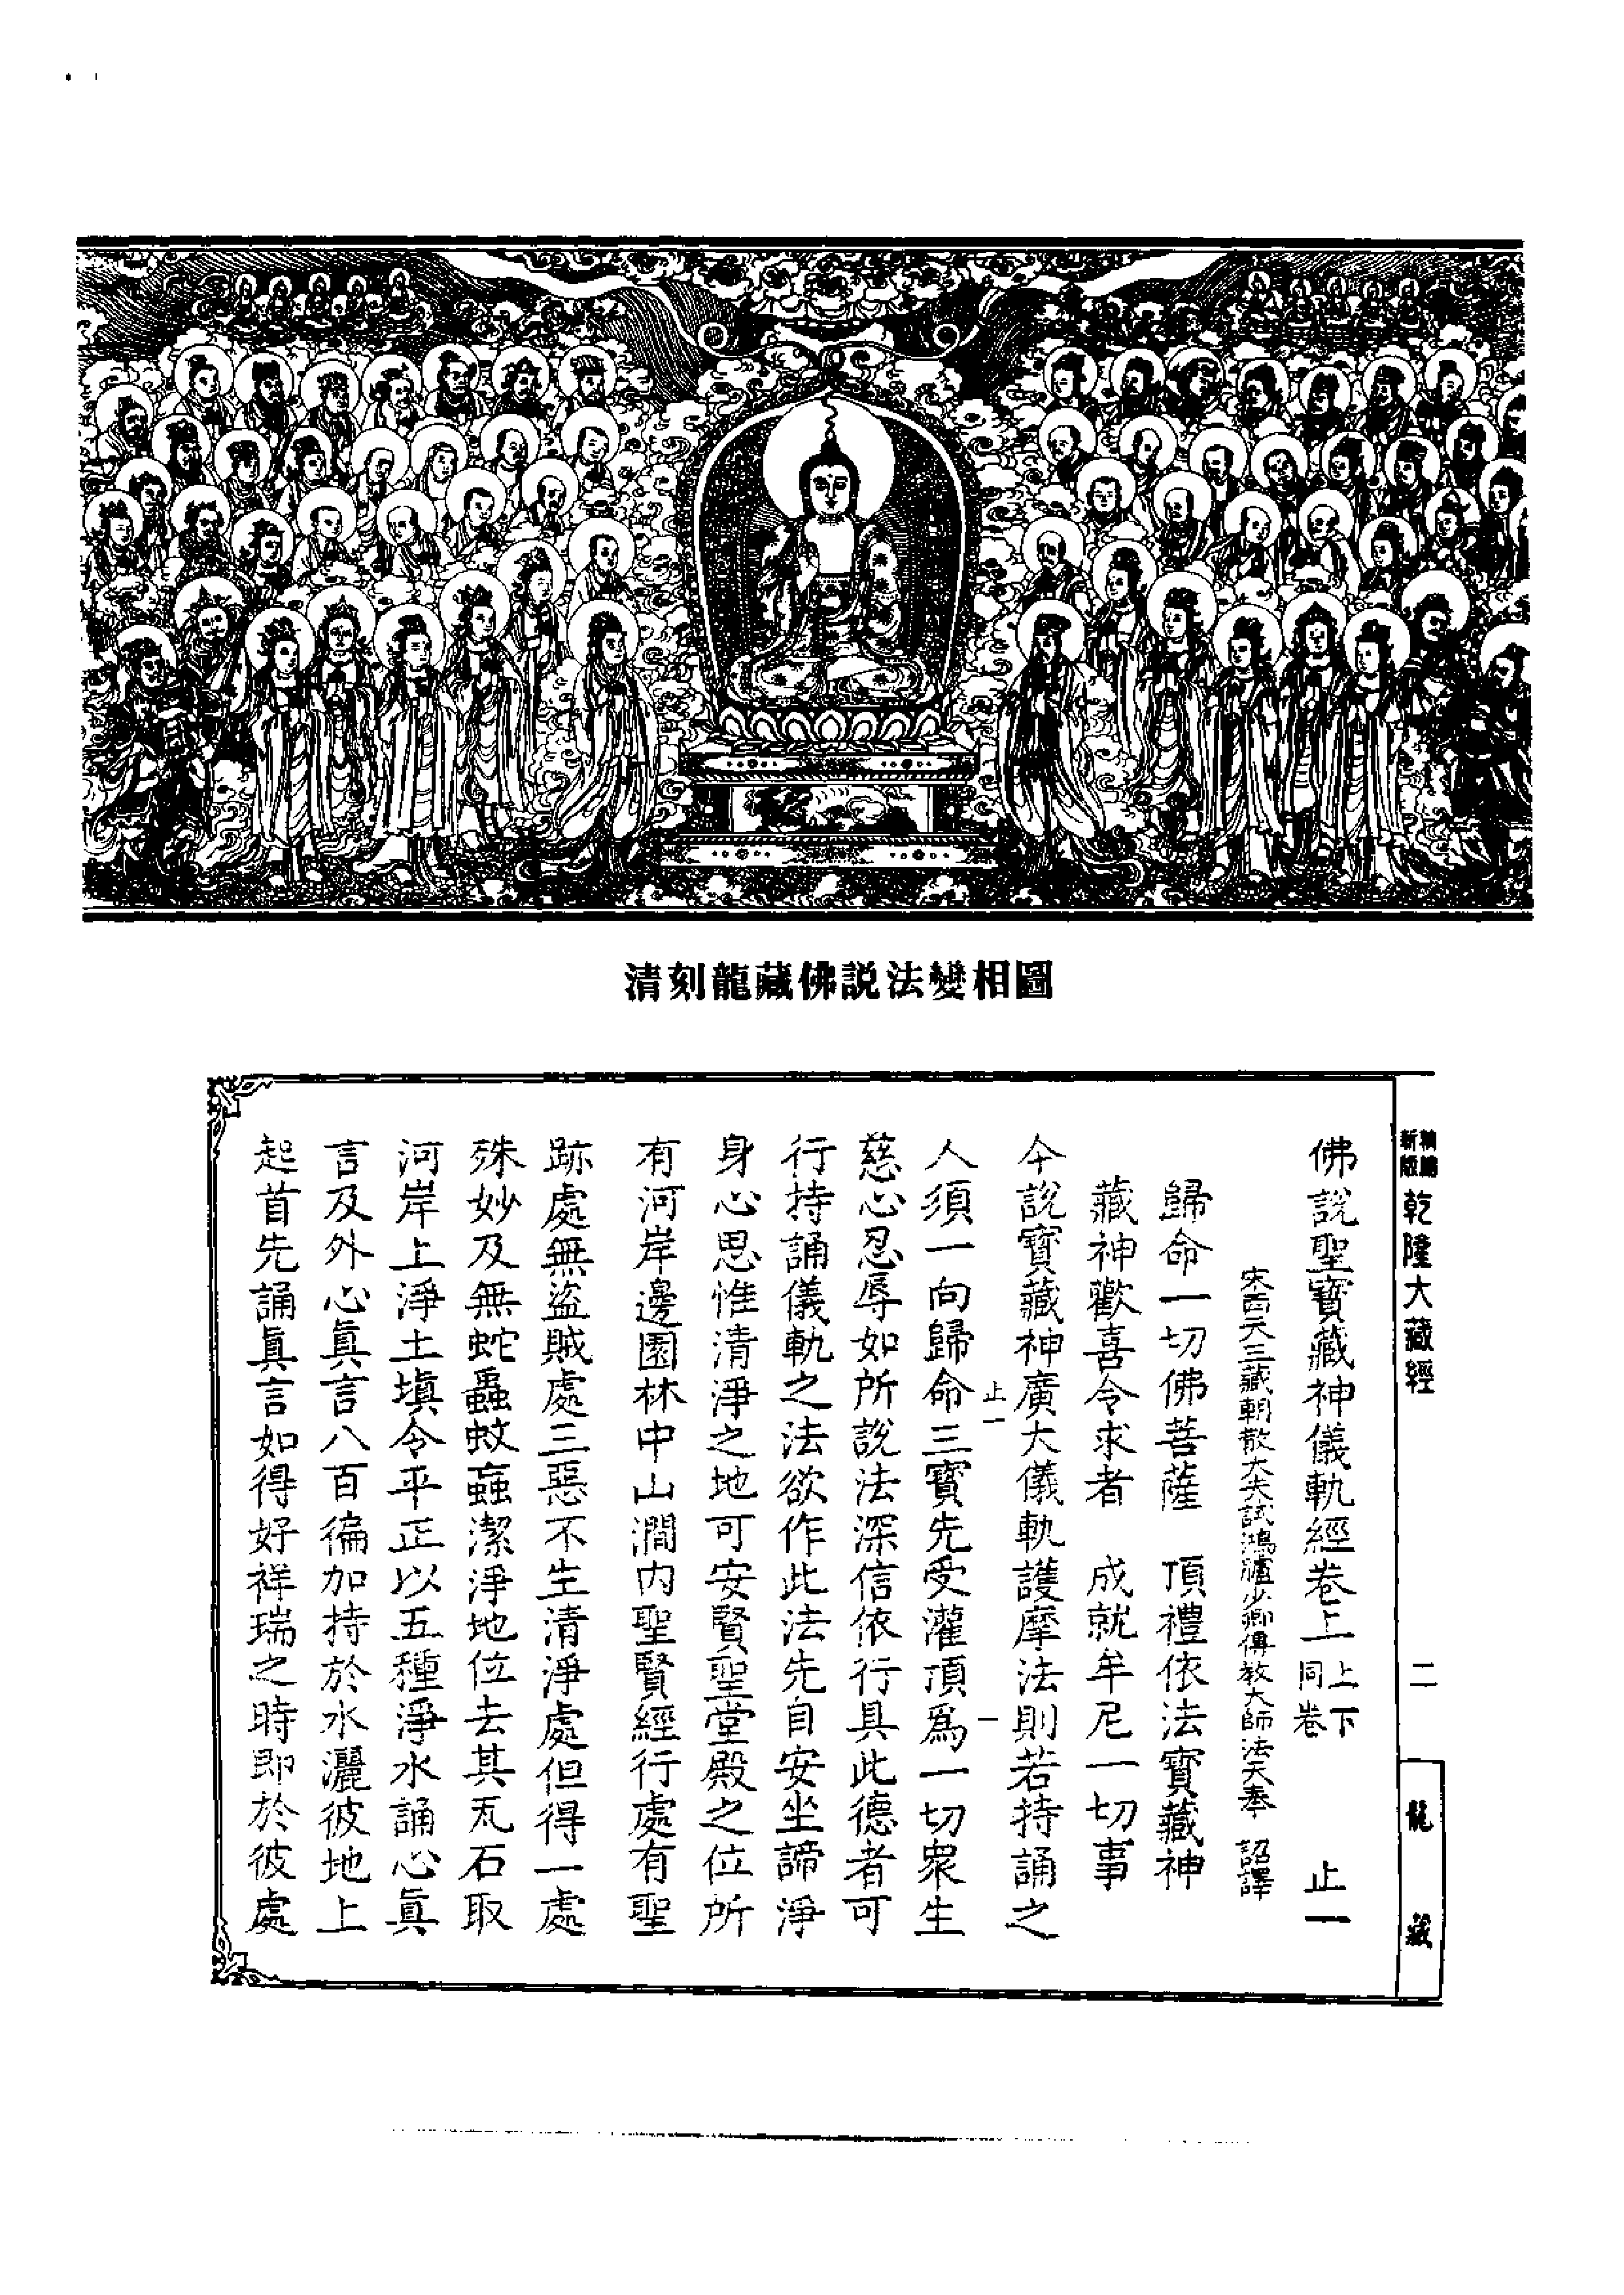 清刻龍藏佛説法變相圖
新版
乾隆大藏經
二
龍藏
佛說聖寶藏神儀軌經卷上 上下同卷 止一
宋西天三藏朝散大夫試鴻臚少卿傳教大師法天奉 詔譯
歸命一切佛菩薩 頂禮依法寶藏神
藏神歡喜令求者 成就牟尼一切事
今說寶藏神廣大儀軌護摩法則若持誦之
止一 一
人須一向歸命三寶先受灌頂爲一切眾生
慈心忍辱如所說法深信依行具此德者可
行持誦儀軌之法欲作此法先自安坐諦淨
身心思惟清淨之地可安賢聖堂殿之位所
有河岸邊園林中山澗內聖賢經行處有聖
跡處無盜賊處三惡不生清淨處但得一處
殊妙及無蛇蟲蚊蝱潔淨地位去其瓦石取
河岸上淨土填令平正以五種淨水誦心眞
言及外心眞言八百徧加持於水灑彼地上
起首先誦眞言如得好祥瑞之時即於彼處